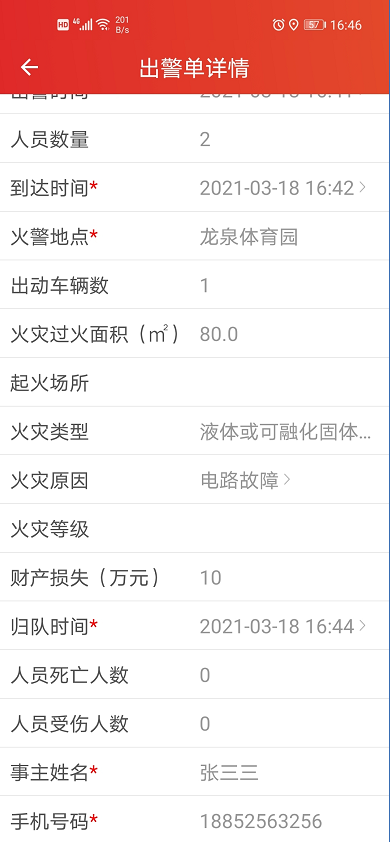 HD 4G 201 B/s 57 16:46
出警单详情
人员数量 2
到达时间* 2021-03-18 16:42
火警地点* 龙泉体育园
出动车辆数 1
火灾过火面积（㎡） 80.0
起火场所
火灾类型 液体或可融化固体...
火灾原因 电路故障
火灾等级
财产损失（万元） 10
归队时间* 2021-03-18 16:44
人员死亡人数 0
人员受伤人数 0
事主姓名* 张三三
手机号码* 18852563256